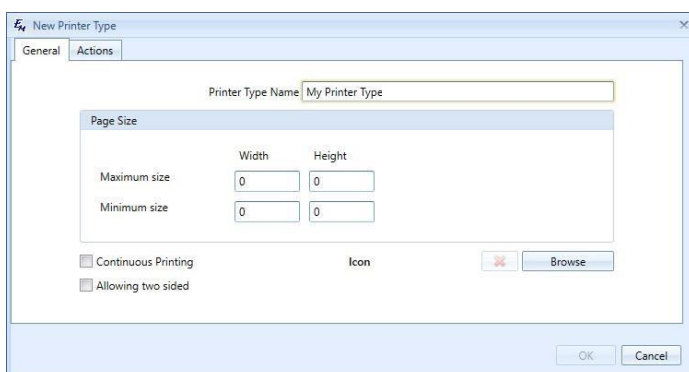 EM New Printer Type
General Actions
Printer Type Name My Printer Type
Page Size
Width Height
Maximum size 0 0
Minimum size 0 0
Continuous Printing Icon Browse
Allowing two sided
OK Cancel